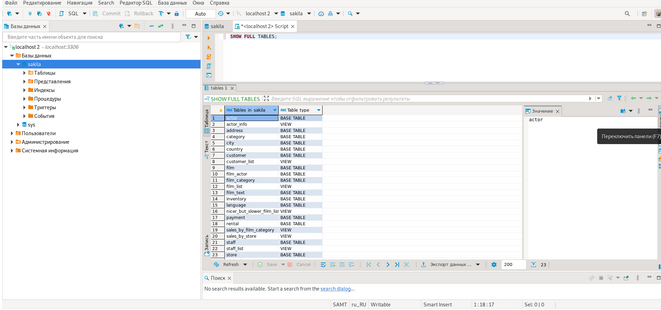 Файл Редактирование Навигация Search Редактор SQL База данных Окна Справка
SQL Commit Rollback Auto localhost 2 sakila
Базы данных
Введите часть имени объекта для поиска
localhost 2 - localhost:3306
Базы данных
sakila
Таблицы
Представления
Индексы
Процедуры
Триггеры
События
sys
Пользователи
Администрирование
Системная информация
sakila *<localhost 2> Script
SHOW FULL TABLES;
tables 1
SHOW FULL TABLES Введите SQL выражение чтобы отфильтровать результаты
Таблица
Текст
Запись
Tables_in_sakila Table_type
1 actor BASE TABLE
2 actor_info VIEW
3 address BASE TABLE
4 category BASE TABLE
5 city BASE TABLE
6 country BASE TABLE
7 customer BASE TABLE
8 customer_list VIEW
9 film BASE TABLE
10 film_actor BASE TABLE
11 film_category BASE TABLE
12 film_list VIEW
13 film_text BASE TABLE
14 inventory BASE TABLE
15 language BASE TABLE
16 nicer_but_slower_film_list VIEW
17 payment BASE TABLE
18 rental BASE TABLE
19 sales_by_film_category VIEW
20 sales_by_store VIEW
21 staff BASE TABLE
22 staff_list VIEW
23 store BASE TABLE
Значение
actor
Переключить панели (F7)
Refresh Save Cancel Экспорт данных ... 200 23
Поиск
No search results available. Start a search from the search dialog...
SAMT ru_RU Writable Smart Insert 1 : 18 : 17 Sel: 0 | 0